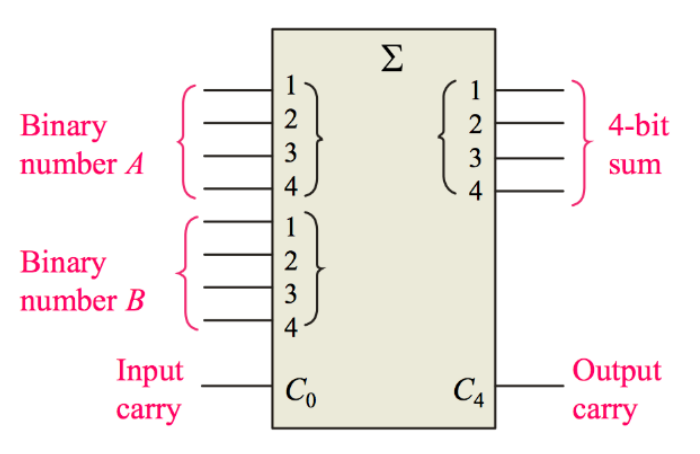 Σ
Binary
number A
1
2
3
4
1
2
3
4
4-bit
sum
Binary
number B
1
2
3
4
Input
carry
C₀
C₄
Output
carry